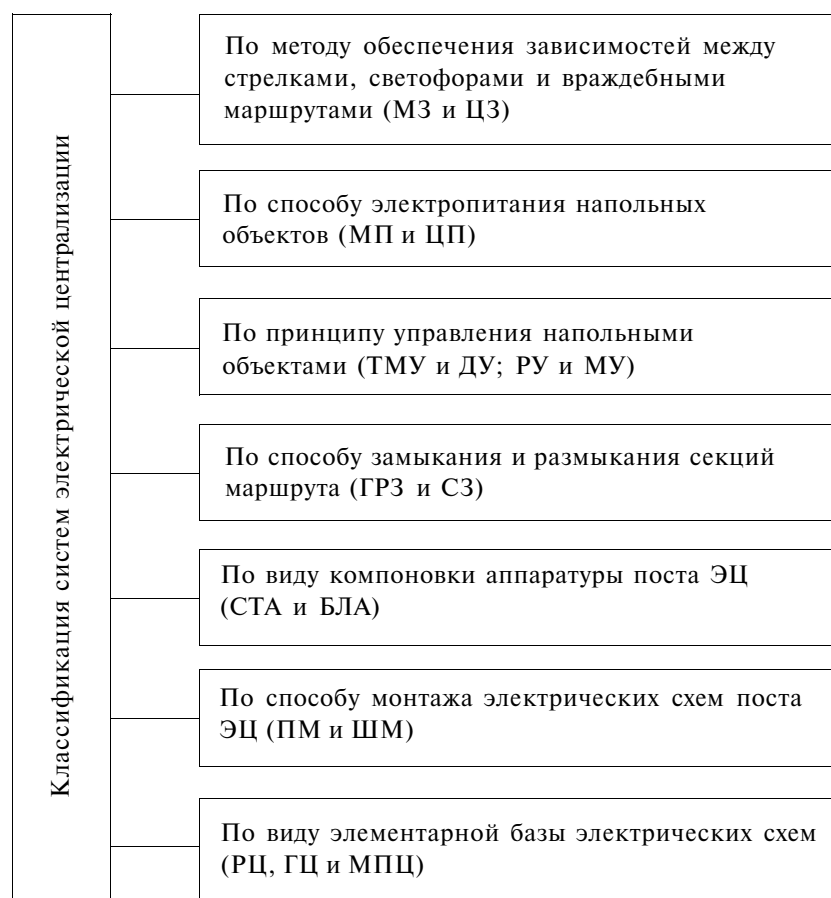 Классификация систем электрической централизации
По методу обеспечения зависимостей между
стрелками, светофорами и враждебными
маршрутами (МЗ и ЦЗ)
По способу электропитания напольных
объектов (МП и ЦП)
По принципу управления напольными
объектами (ТМУ и ДУ; РУ и МУ)
По способу замыкания и размыкания секций
маршрута (ГРЗ и СЗ)
По виду компоновки аппаратуры поста ЭЦ
(СТА и БЛА)
По способу монтажа электрических схем поста
ЭЦ (ПМ и ШМ)
По виду элементарной базы электрических схем
(РЦ, ГЦ и МПЦ)